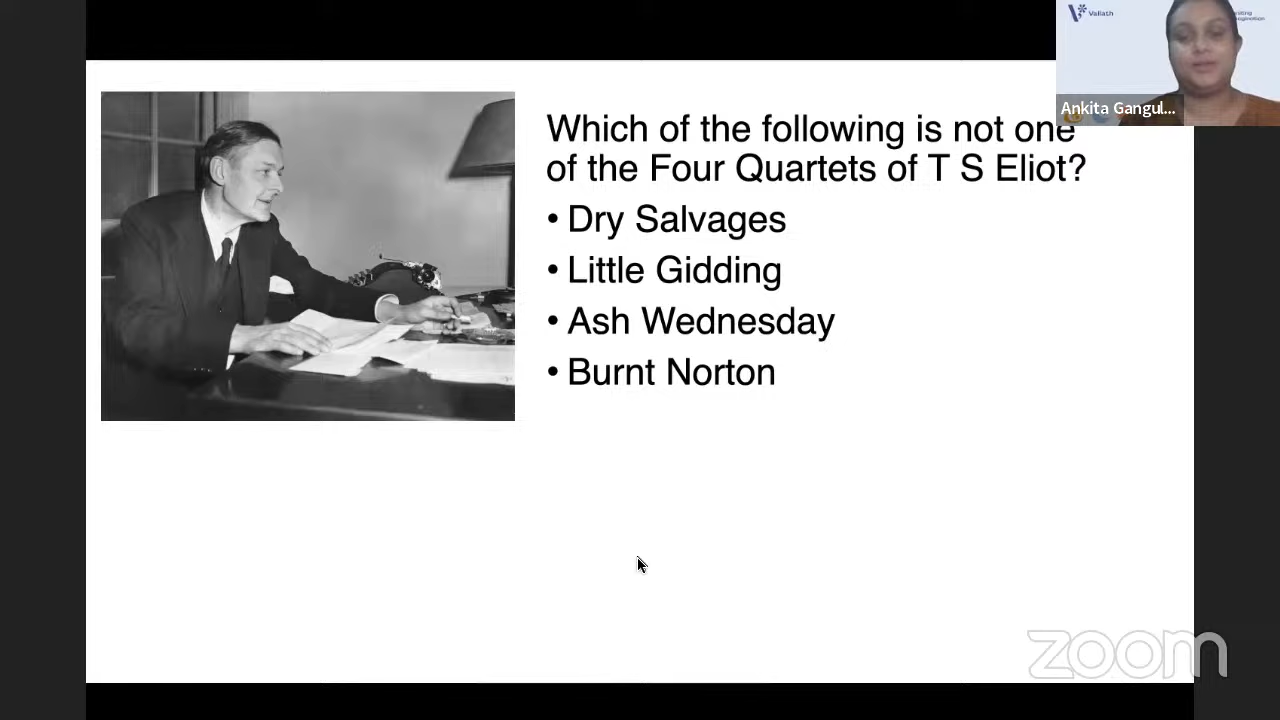 Vallath
Ankita Gangul...
Which of the following is not one
of the Four Quartets of T S Eliot?
• Dry Salvages
• Little Gidding
• Ash Wednesday
• Burnt Norton
zoom